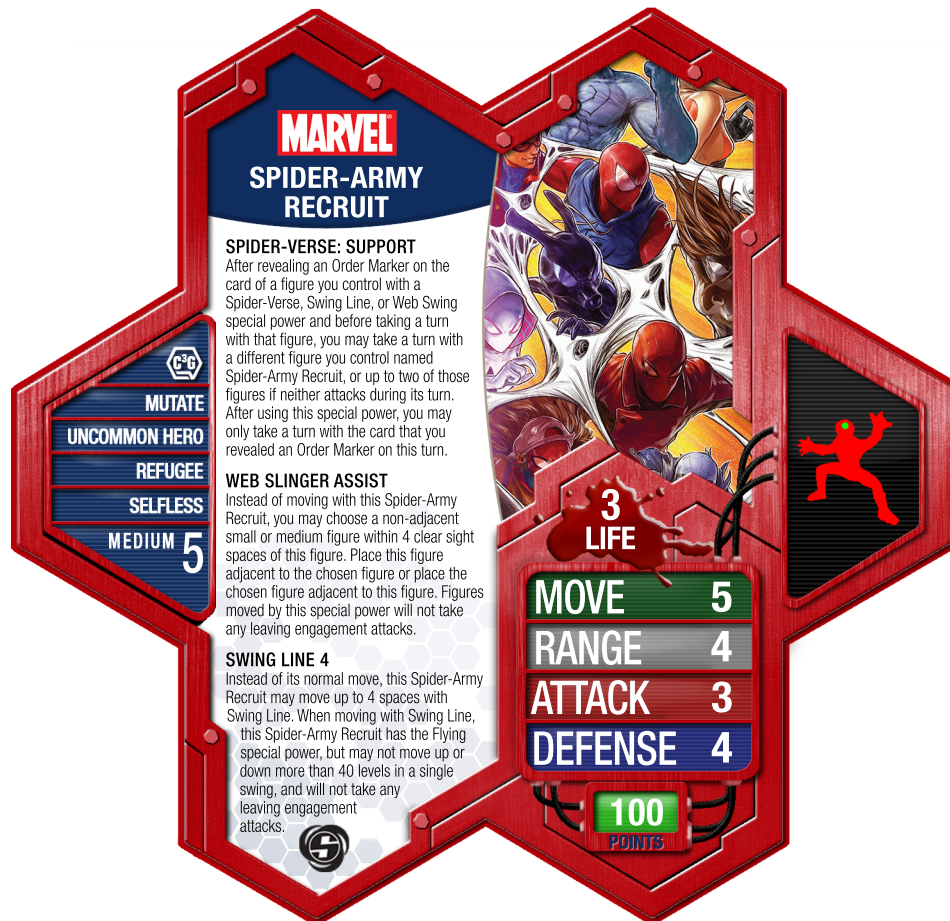 MARVEL
SPIDER-ARMY
RECRUIT
SPIDER-VERSE: SUPPORT
After revealing an Order Marker on the
card of a figure you control with a
Spider-Verse, Swing Line, or Web Swing
special power and before taking a turn
with that figure, you may take a turn with
a different figure you control named
Spider-Army Recruit, or up to two of those
figures if neither attacks during its turn.
After using this special power, you may
only take a turn with the card that you
revealed an Order Marker on this turn.
WEB SLINGER ASSIST
Instead of moving with this Spider-Army
Recruit, you may choose a non-adjacent
small or medium figure within 4 clear sight
spaces of this figure. Place this figure
adjacent to the chosen figure or place the
chosen figure adjacent to this figure. Figures
moved by this special power will not take
any leaving engagement attacks.
SWING LINE 4
Instead of its normal move, this Spider-Army
Recruit may move up to 4 spaces with
Swing Line. When moving with Swing Line,
this Spider-Army Recruit has the Flying
special power, but may not move up or
down more than 40 levels in a single
swing, and will not take any
leaving engagement
attacks.
S
C3G
MUTATE
UNCOMMON HERO
REFUGEE
SELFLESS
MEDIUM 5
3
LIFE
MOVE 5
RANGE 4
ATTACK 3
DEFENSE 4
100
POINTS